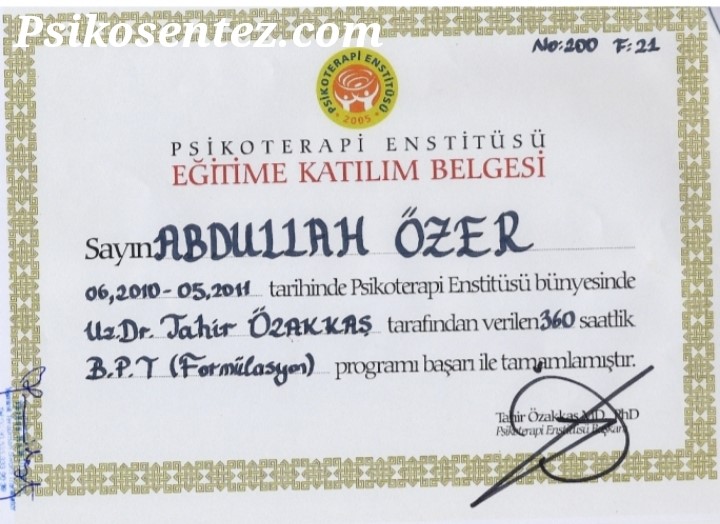 Psikosentez.com
No:200 F:21
PSİKOTERAPİ ENSTİTÜSÜ
2005
PSİKOTERAPİ ENSTİTÜSÜ
EĞİTİME KATILIM BELGESİ
Sayın ABDULLAH ÖZER
06,2010-05,2011 tarihinde Psikoterapi Enstitüsü bünyesinde
Uz.Dr. Tahir ÖZAKKAŞ tarafından verilen 360 saatlik
B.P.T (Formülasyon) programı başarı ile tamamlamıştır.
Tahir Özakkaş MD, PhD
Psikoterapi Enstitüsü Başkanı